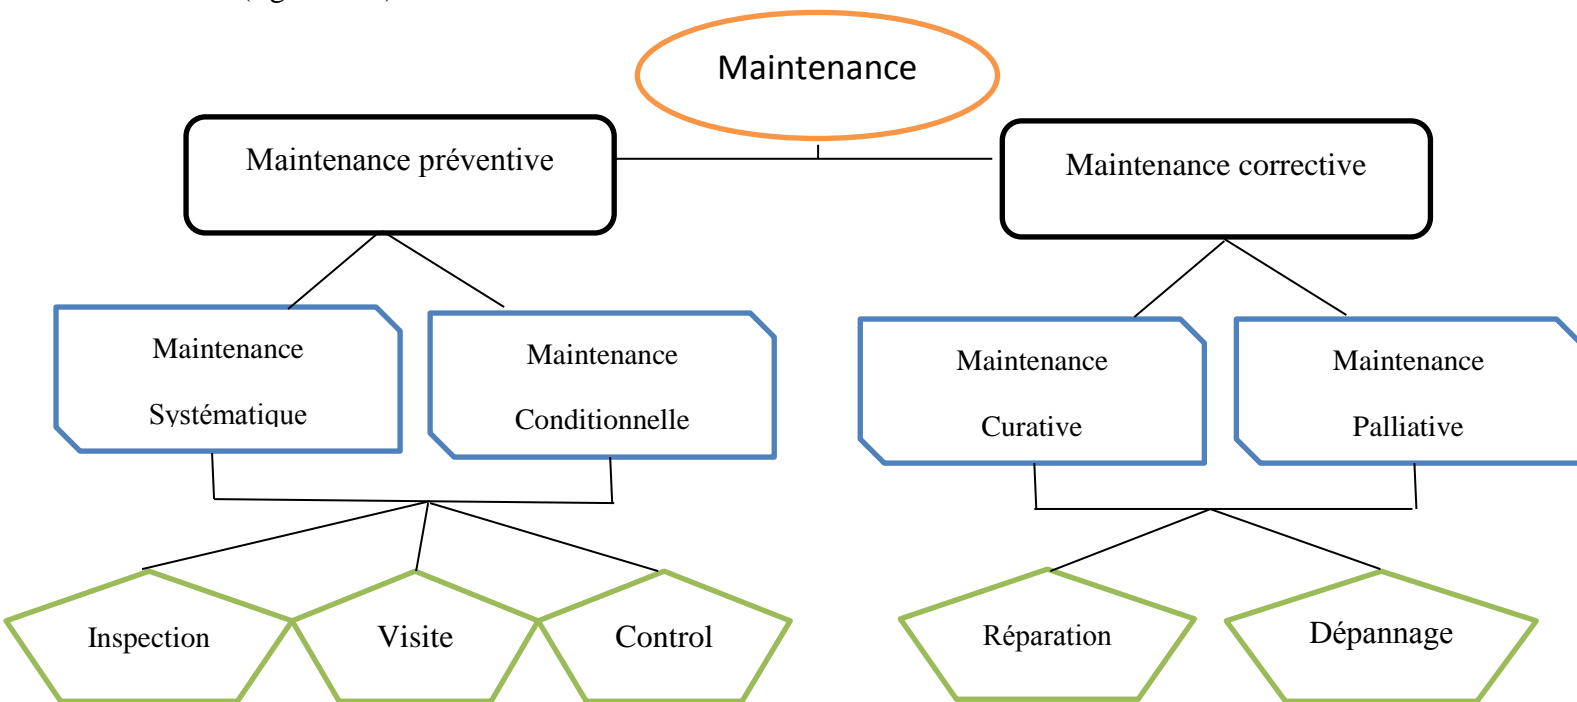 Maintenance
Maintenance préventive
Maintenance corrective
Maintenance
Systématique
Maintenance
Conditionnelle
Maintenance
Curative
Maintenance
Palliative
Inspection
Visite
Control
Réparation
Dépannage